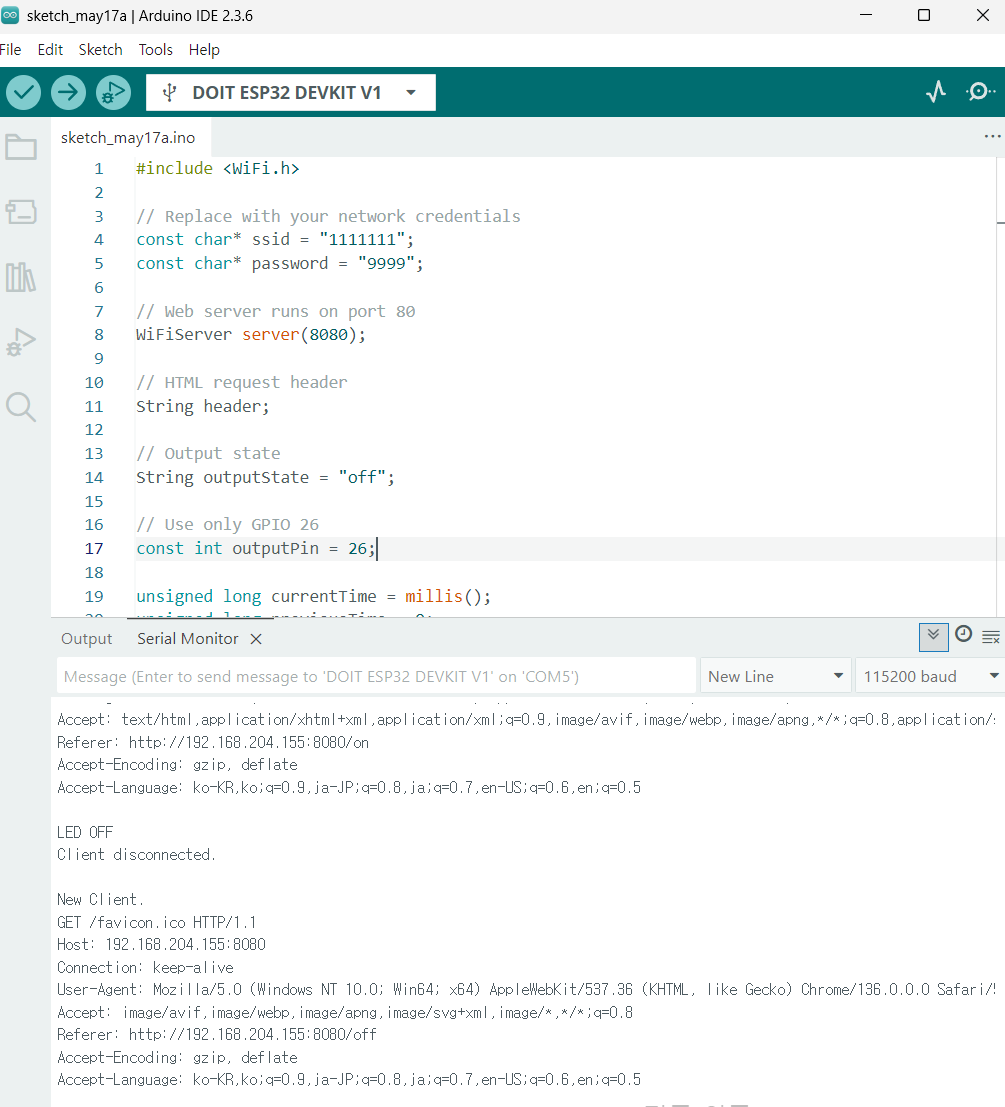 sketch_may17a | Arduino IDE 2.3.6
File Edit Sketch Tools Help
DOIT ESP32 DEVKIT V1
sketch_may17a.ino
1 #include <WiFi.h>
2
3 // Replace with your network credentials
4 const char* ssid = "1111111";
5 const char* password = "9999";
6
7 // Web server runs on port 80
8 WiFiServer server(8080);
9
10 // HTML request header
11 String header;
12
13 // Output state
14 String outputState = "off";
15
16 // Use only GPIO 26
17 const int outputPin = 26;
18
19 unsigned long currentTime = millis();
Output Serial Monitor
Message (Enter to send message to 'DOIT ESP32 DEVKIT V1' on 'COM5') New Line 115200 baud
Accept: text/html,application/xhtml+xml,application/xml;q=0.9,image/avif,image/webp,image/apng,*/*;q=0.8,application/s
Referer: http://192.168.204.155:8080/on
Accept-Encoding: gzip, deflate
Accept-Language: ko-KR,ko;q=0.9,ja-JP;q=0.8,ja;q=0.7,en-US;q=0.6,en;q=0.5
LED OFF
Client disconnected.
New Client.
GET /favicon.ico HTTP/1.1
Host: 192.168.204.155:8080
Connection: keep-alive
User-Agent: Mozilla/5.0 (Windows NT 10.0; Win64; x64) AppleWebKit/537.36 (KHTML, like Gecko) Chrome/136.0.0.0 Safari/5
Accept: image/avif,image/webp,image/apng,image/svg+xml,image/*,*/*;q=0.8
Referer: http://192.168.204.155:8080/off
Accept-Encoding: gzip, deflate
Accept-Language: ko-KR,ko;q=0.9,ja-JP;q=0.8,ja;q=0.7,en-US;q=0.6,en;q=0.5